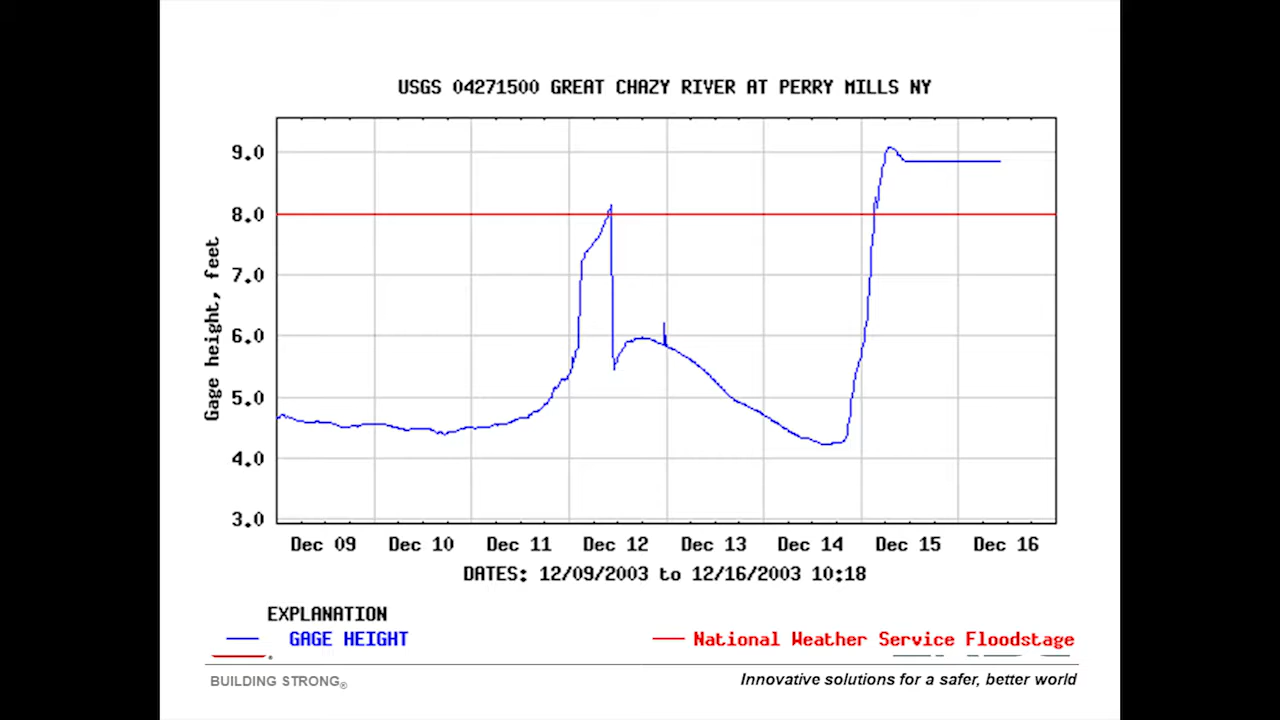 USGS 04271500 GREAT CHAZY RIVER AT PERRY MILLS NY
Gage height, feet
9.0
8.0
7.0
6.0
5.0
4.0
3.0
Dec 09 Dec 10 Dec 11 Dec 12 Dec 13 Dec 14 Dec 15 Dec 16
DATES: 12/09/2003 to 12/16/2003 10:18
EXPLANATION
GAGE HEIGHT
National Weather Service Floodstage
BUILDING STRONG®
Innovative solutions for a safer, better world